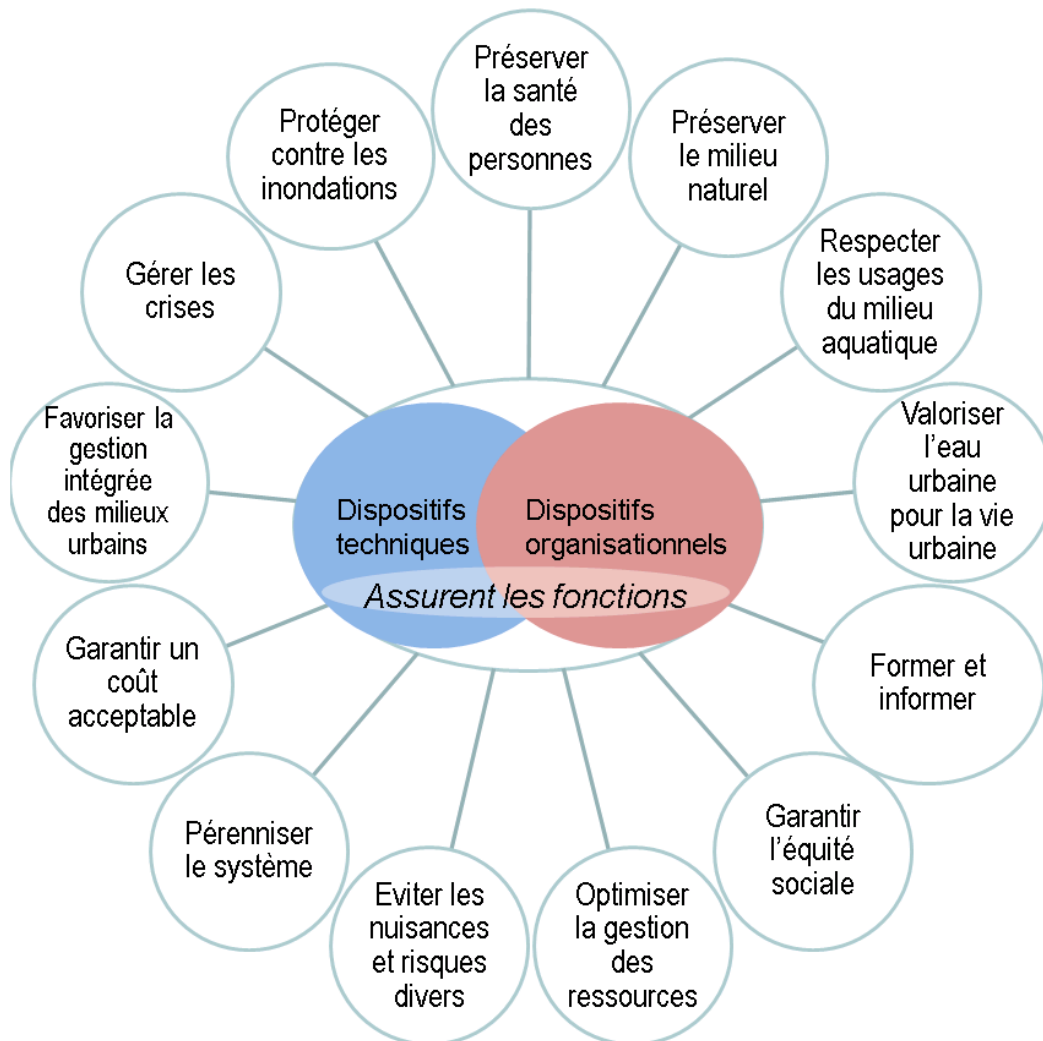 Préserver
la santé
des
personnes
Préserver
le milieu
naturel
Respecter
les usages
du milieu
aquatique
Valoriser
l'eau
urbaine
pour la vie
urbaine
Former et
informer
Garantir
l'équité
sociale
Optimiser
la gestion
des
ressources
Eviter les
nuisances
et risques
divers
Pérenniser
le système
Garantir un
coût
acceptable
Favoriser la
gestion
intégrée
des milieux
urbains
Gérer les
crises
Protéger
contre les
inondations
Dispositifs
techniques
Dispositifs
organisationnels
Assurent les fonctions